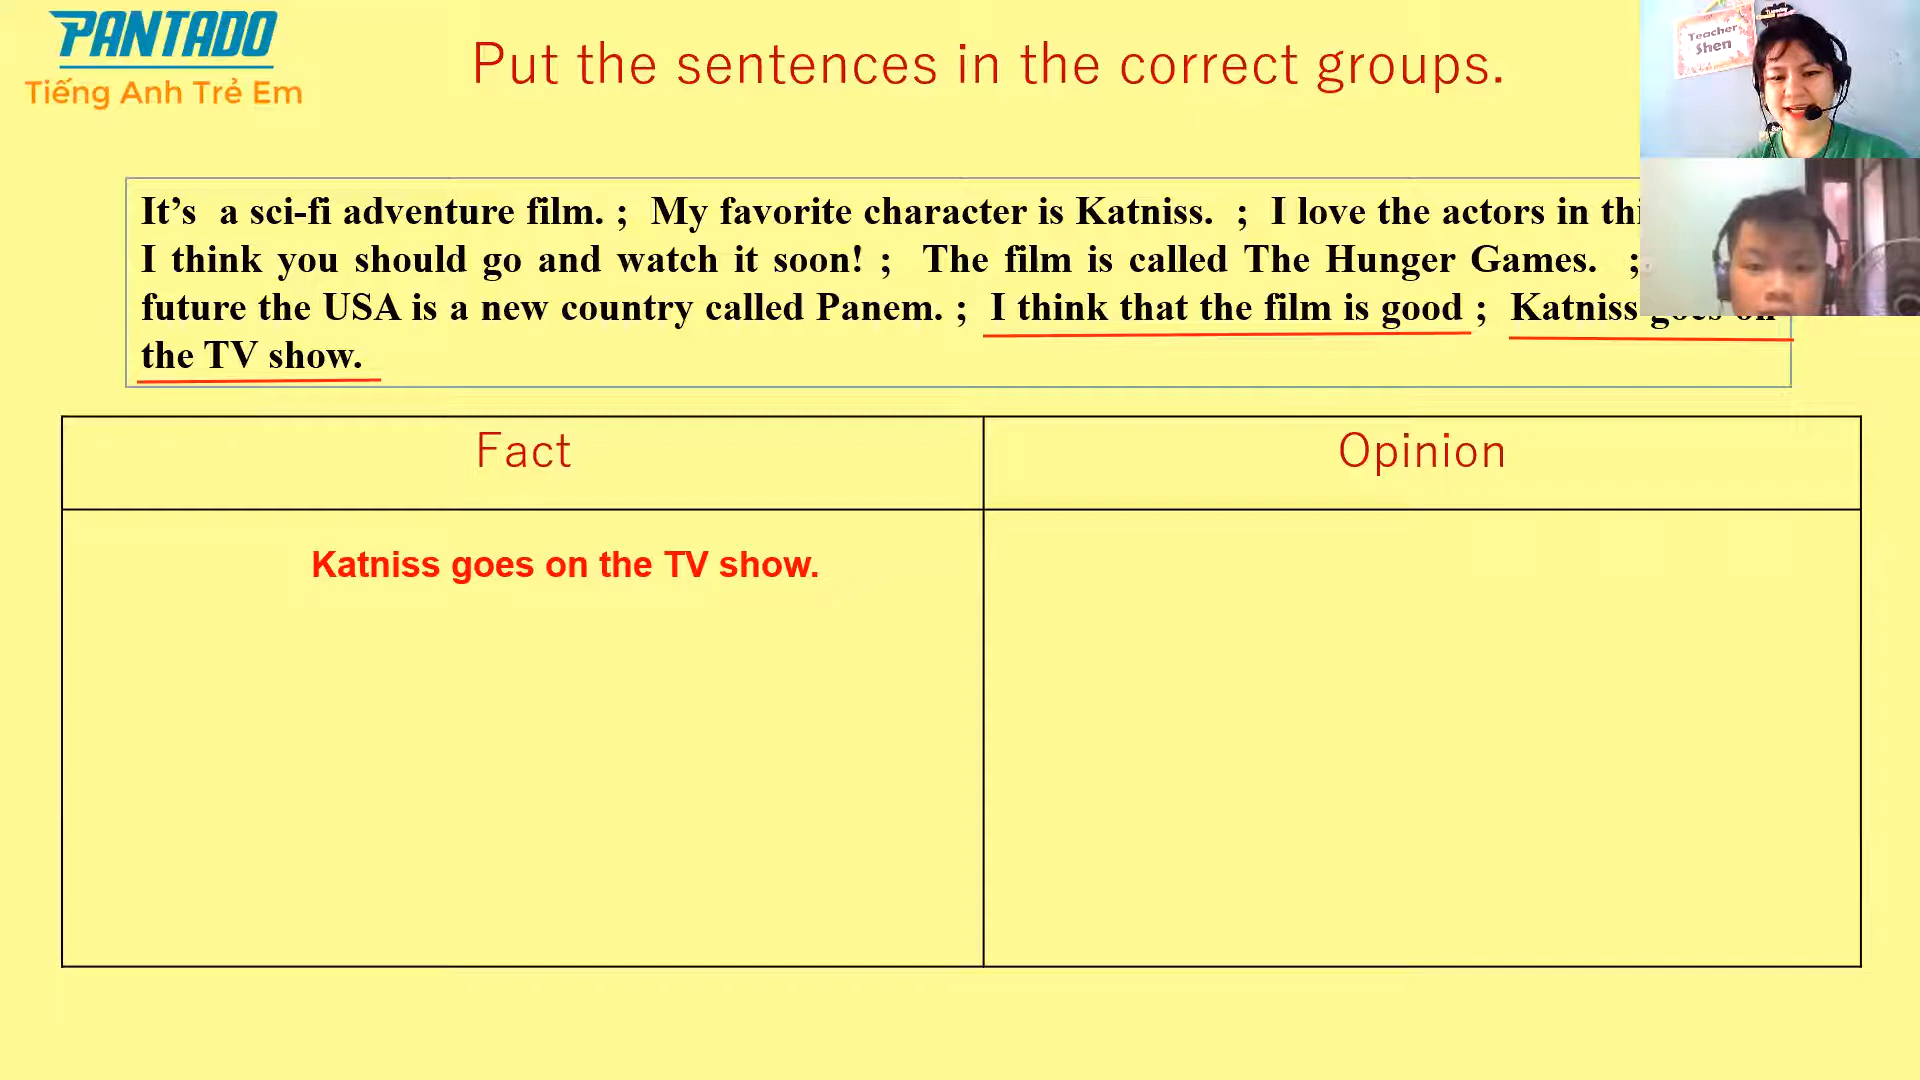 PANTADO
Tiếng Anh Trẻ Em
Put the sentences in the correct groups.
Teacher
Shen
It’s a sci-fi adventure film. ; My favorite character is Katniss. ; I love the actors in
I think you should go and watch it soon! ; The film is called The Hunger Games. ;
future the USA is a new country called Panem. ; I think that the film is good ; Katniss goes on
the TV show.
Fact
Opinion
Katniss goes on the TV show.